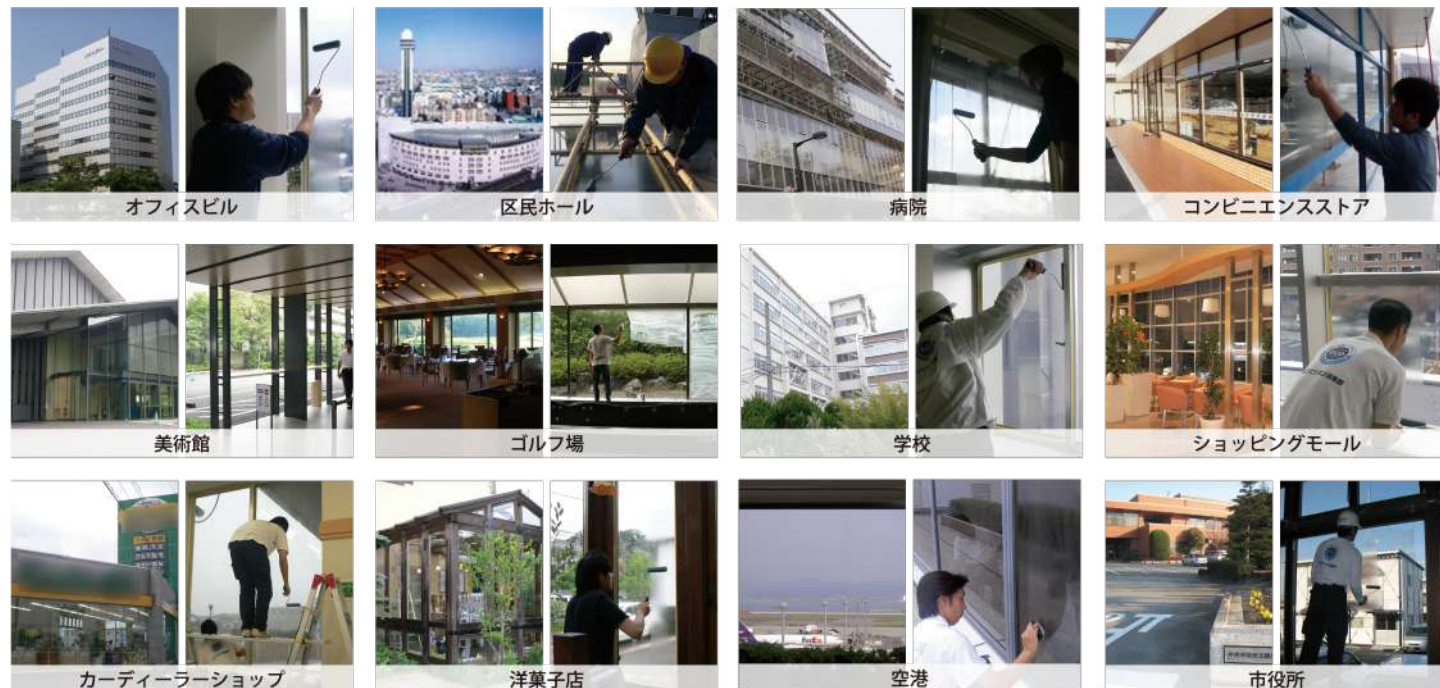 オフィスビル
区民ホール
病院
コンビニエンスストア
美術館
ゴルフ場
学校
ショッピングモール
FedEx
カーディーラーショップ
洋菓子店
空港
市役所